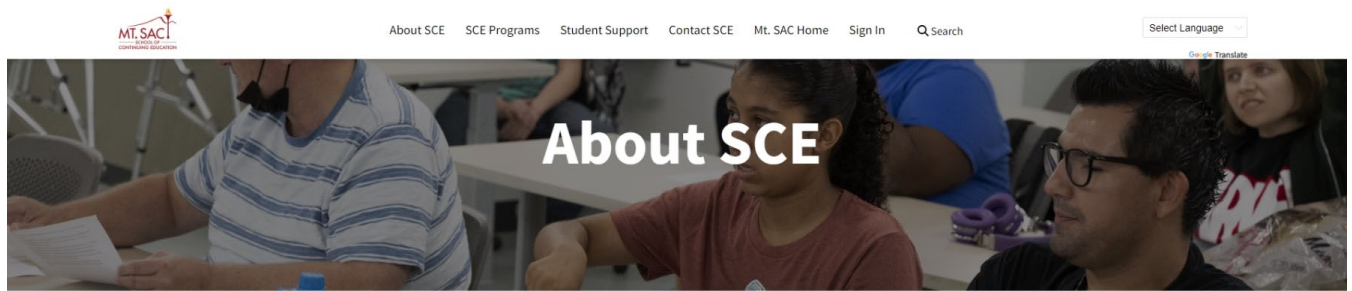 MT. SAC
SCHOOL OF
CONTINUING EDUCATION
About SCE SCE Programs Student Support Contact SCE Mt. SAC Home Sign In Search
Select Language
Google Translate
About SCE